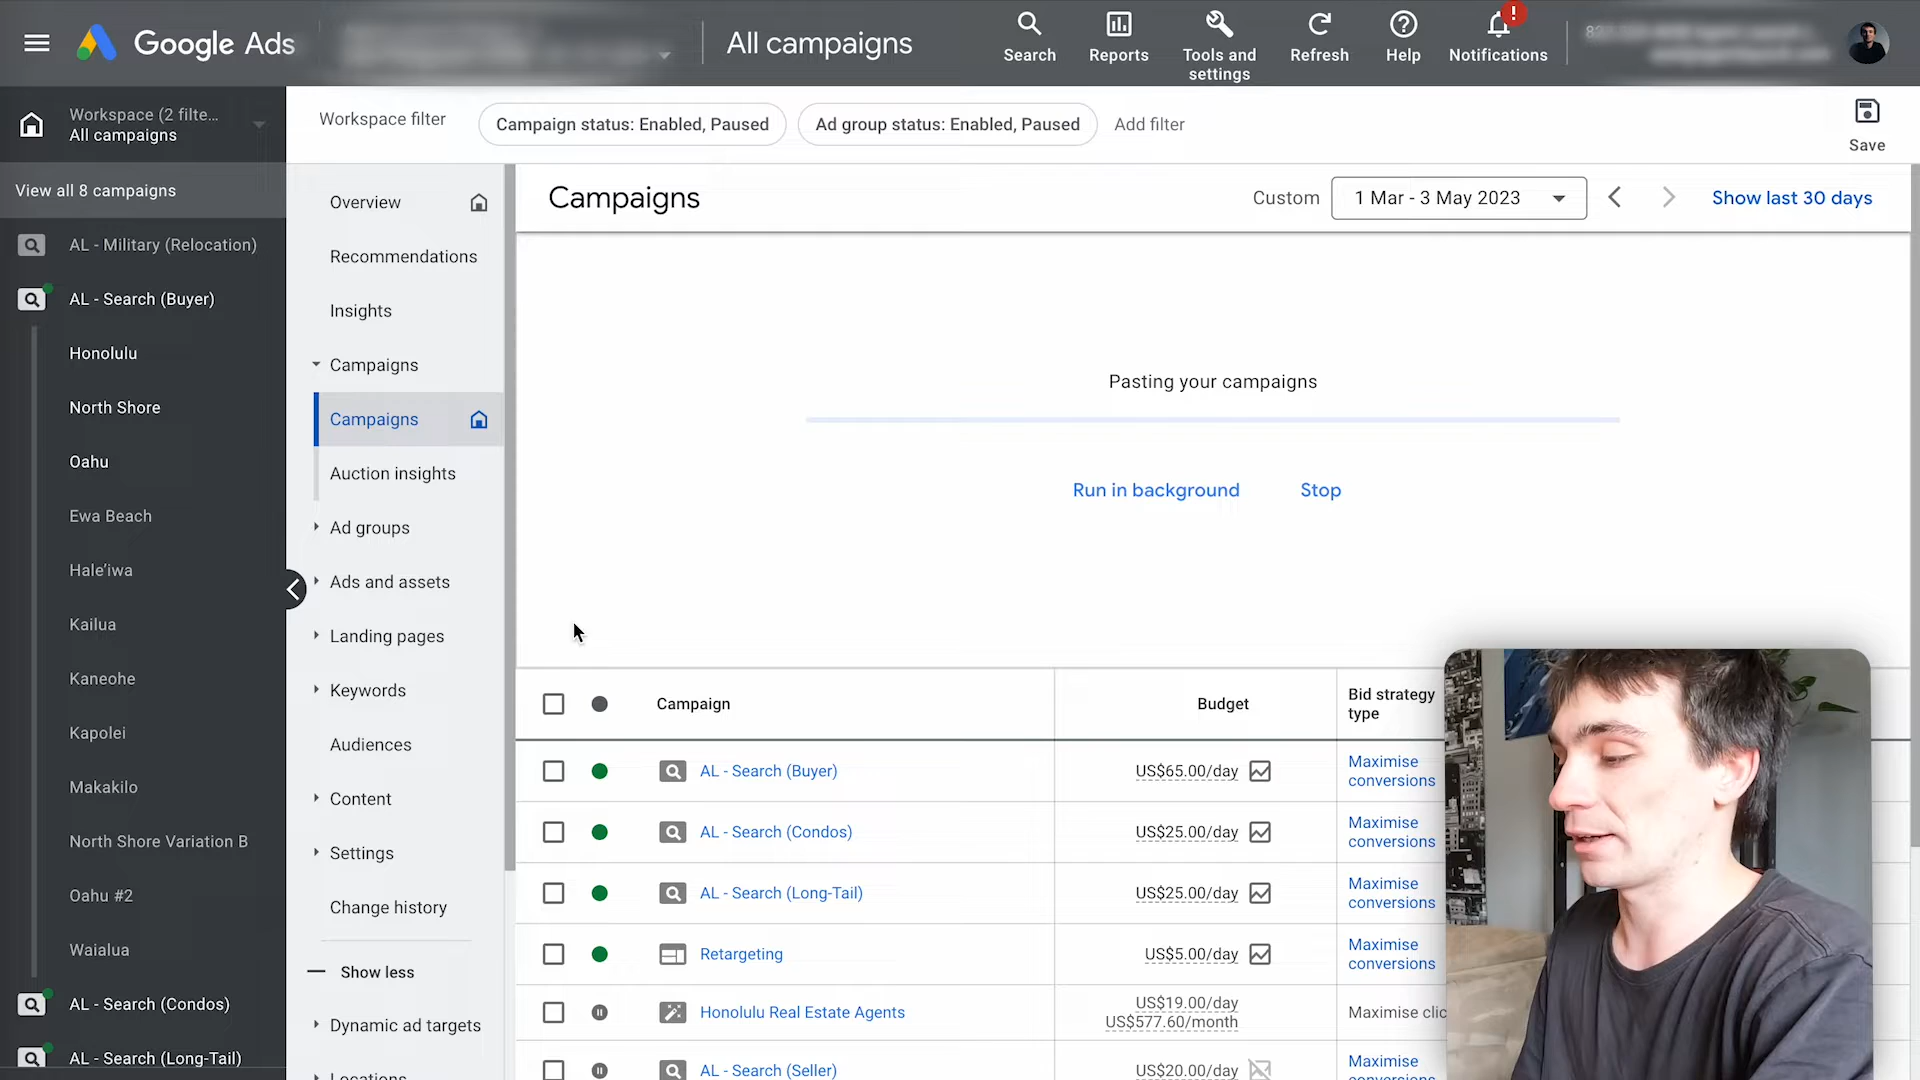 Google Ads
All campaigns
Search
Reports
Tools and
settings
Refresh
Help
!
Notifications
Workspace (2 filte...
All campaigns
Workspace filter
Campaign status: Enabled, Paused
Ad group status: Enabled, Paused
Add filter
Save
View all 8 campaigns
AL - Military (Relocation)
AL - Search (Buyer)
Honolulu
North Shore
Oahu
Ewa Beach
Hale'iwa
Kailua
Kaneohe
Kapolei
Makakilo
North Shore Variation B
Oahu #2
Waialua
AL - Search (Condos)
AL - Search (Long-Tail)
Overview
Recommendations
Insights
Campaigns
Campaigns
Auction insights
Ad groups
Ads and assets
Landing pages
Keywords
Audiences
Content
Settings
Change history
Show less
Dynamic ad targets
Locations
Campaigns
Custom
1 Mar - 3 May 2023
Show last 30 days
Pasting your campaigns
Run in background
Stop
Campaign
Budget
Bid strategy
type
AL - Search (Buyer)
US$65.00/day
Maximise
conversions
AL - Search (Condos)
US$25.00/day
Maximise
conversions
AL - Search (Long-Tail)
US$25.00/day
Maximise
conversions
Retargeting
US$5.00/day
Maximise
conversions
Honolulu Real Estate Agents
US$19.00/day
US$577.60/month
Maximise clic
AL - Search (Seller)
US$20.00/day
Maximise
conversions